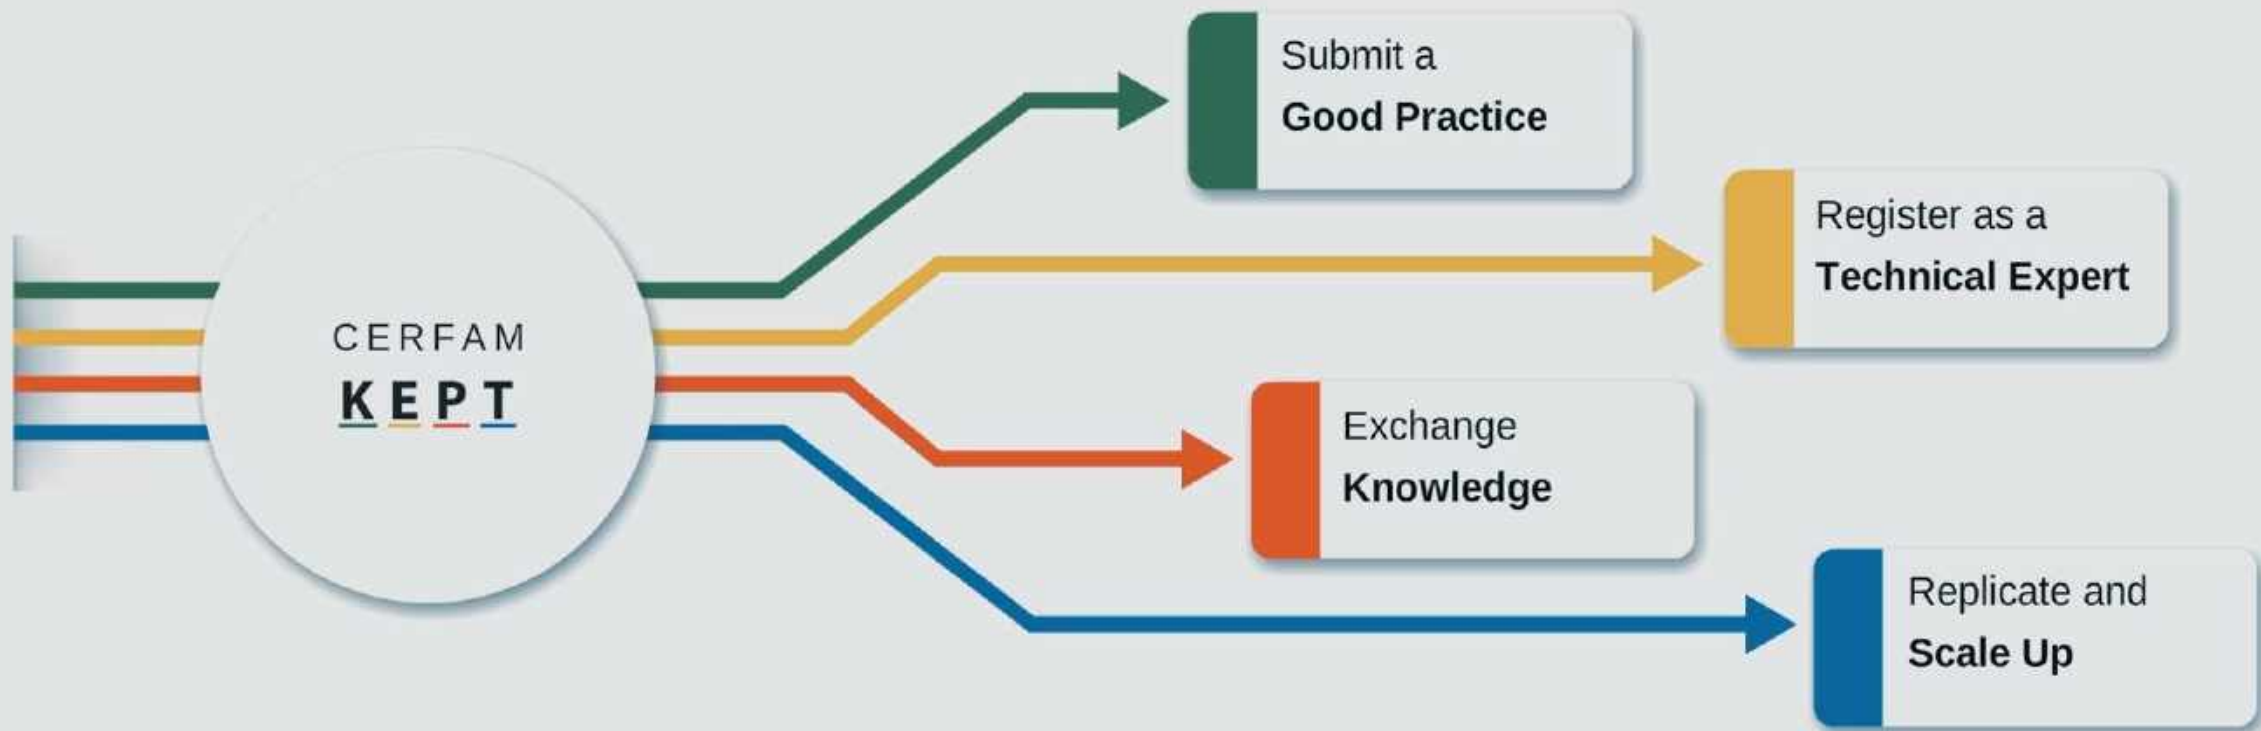 CERFAM
KEPT
Submit a
Good Practice
Register as a
Technical Expert
Exchange
Knowledge
Replicate and
Scale Up